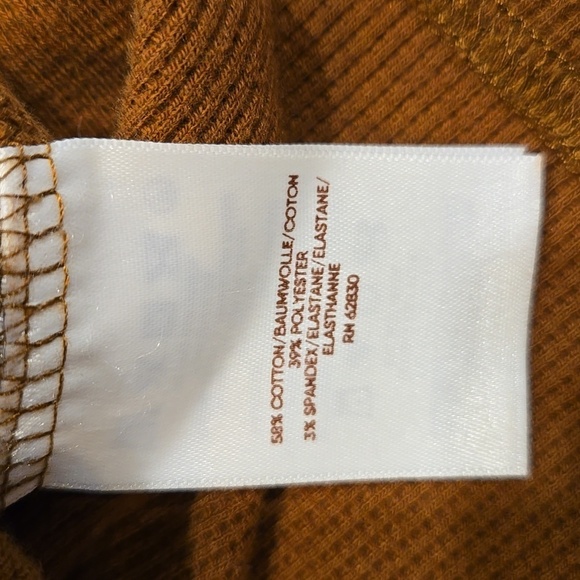 58% COTTON/BAUMWOLLE/COTON
39% POLYESTER
3% SPANDEX/ELASTANE/ELASTANE/
ELASTHANNE
RN 62830